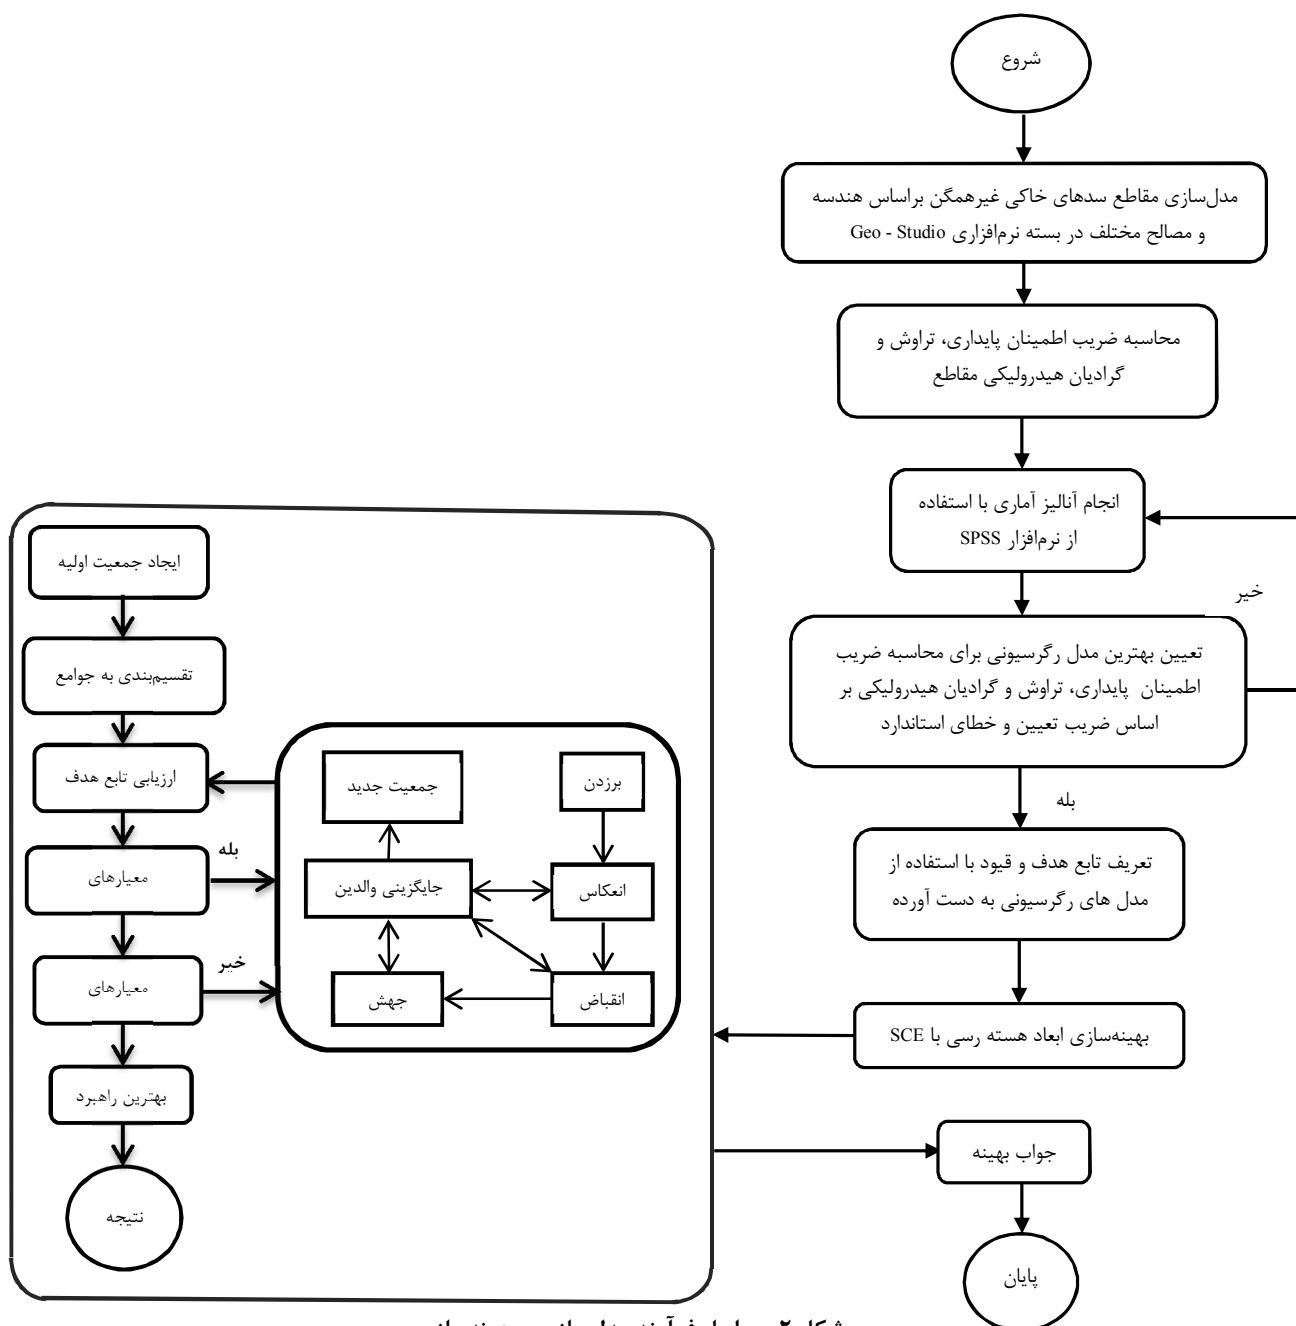 شروع
مدل‌سازی مقاطع سدهای خاکی غیرهمگن براساس هندسه
و مصالح مختلف در بسته نرم‌افزاری Geo - Studio
محاسبه ضریب اطمینان پایداری، تراوش و
گرادیان هیدرولیکی مقاطع
انجام آنالیز آماری با استفاده
از نرم‌افزار SPSS
خیر
تعیین بهترین مدل رگرسیونی برای محاسبه ضریب
اطمینان پایداری، تراوش و گرادیان هیدرولیکی بر
اساس ضریب تعیین و خطای استاندارد
بله
تعریف تابع هدف و قیود با استفاده از
مدل های رگرسیونی به دست آورده
بهینه‌سازی ابعاد هسته رسی با SCE
جواب بهینه
پایان
ایجاد جمعیت اولیه
تقسیم‌بندی به جوامع
ارزیابی تابع هدف
معیارهای
بله
معیارهای
خیر
بهترین راهبرد
نتیجه
برزدن
جمعیت جدید
انعکاس
جایگزینی والدین
انقباض
جهش